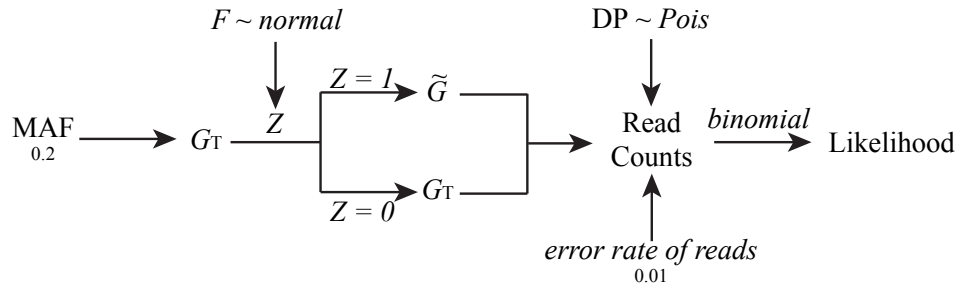 F ~ normal
DP ~ Pois
Z = 1
G̃
MAF
0.2
GT
Z
Read
Counts
binomial
Likelihood
Z = 0
GT
error rate of reads
0.01